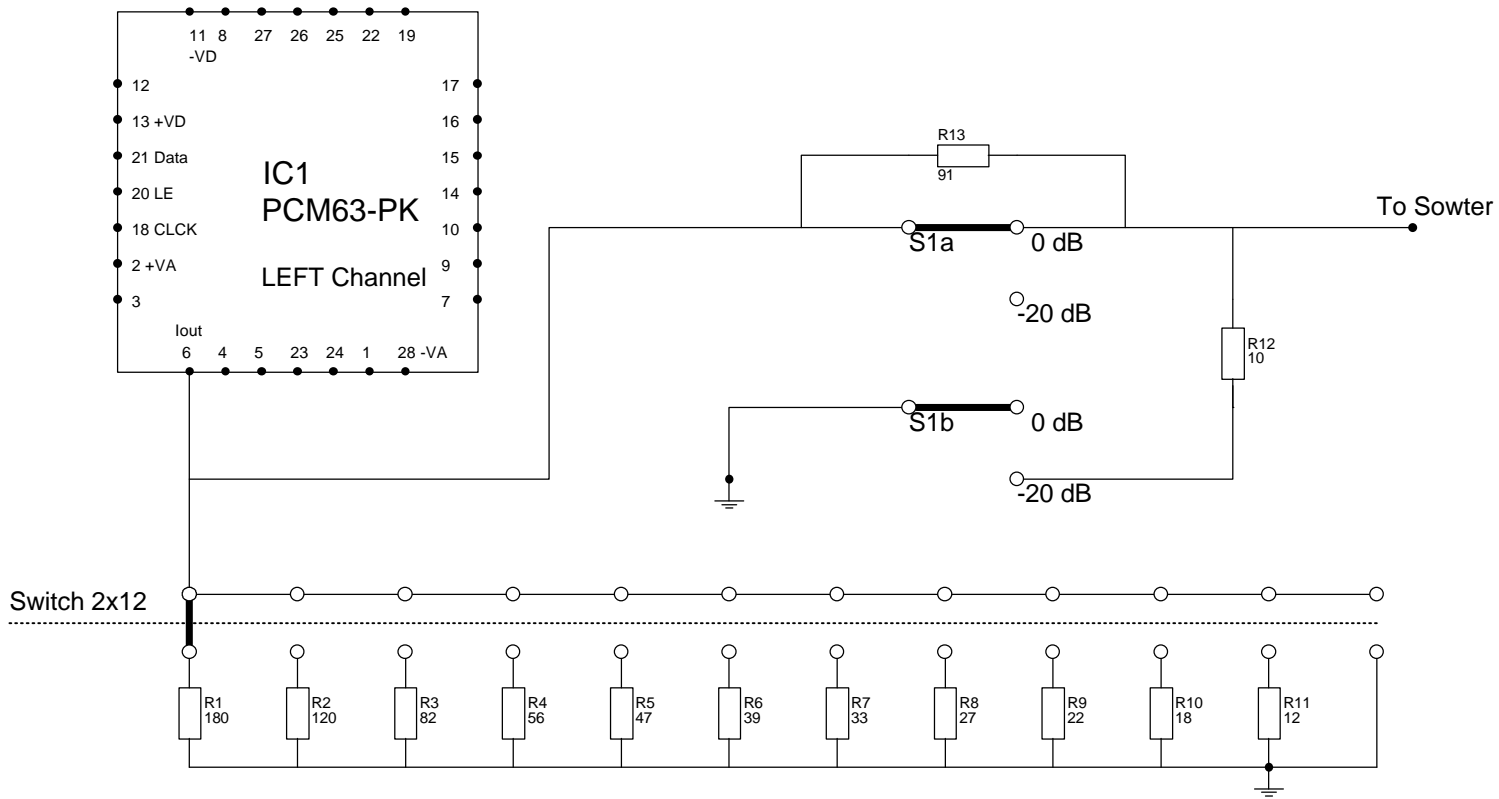 11 8 27 26 25 22 19
-VD
12 17
13 +VD 16
21 Data 15
20 LE 14
18 CLCK 10
2 +VA 9
3 7
IC1
PCM63-PK
LEFT Channel
Iout
6 4 5 23 24 1 28 -VA
R13
91
To Sowter
S1a 0 dB
-20 dB
R12
10
S1b 0 dB
-20 dB
Switch 2x12
R1 R2 R3 R4 R5 R6 R7 R8 R9 R10 R11
180 120 82 56 47 39 33 27 22 18 12